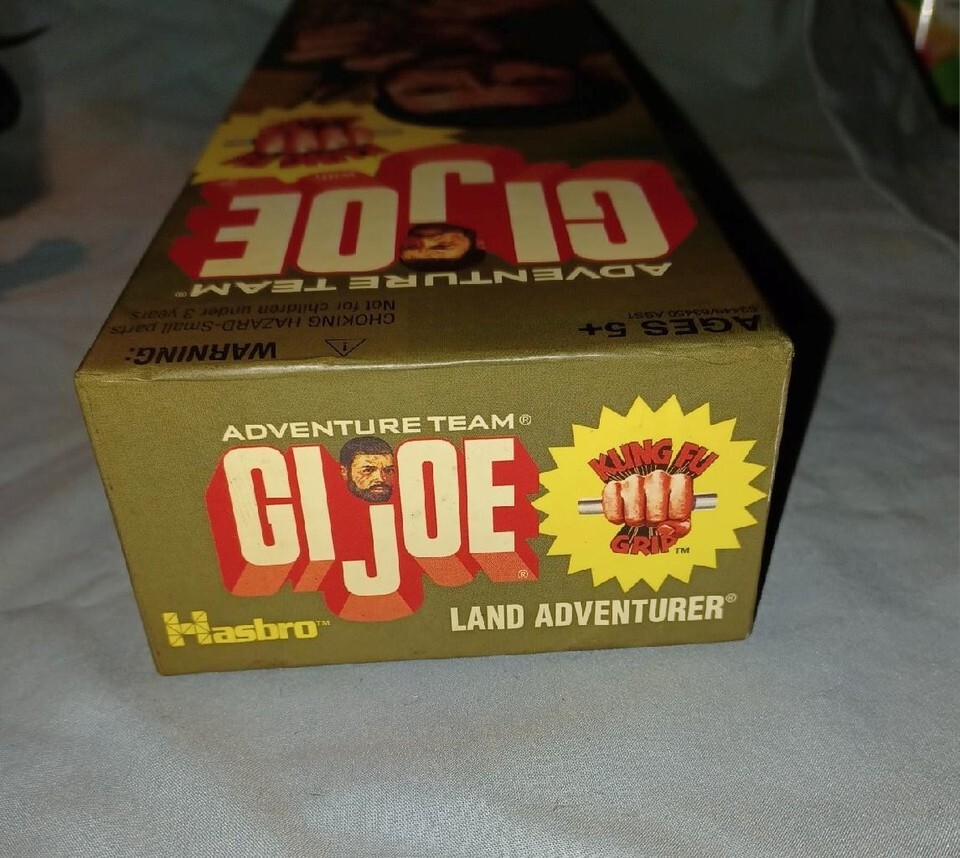 WARNING:
CHOKING HAZARD-Small parts
Not for children under 3 years
AGES 5+
ADVENTURE TEAM®
GI JOE
ADVENTURE TEAM®
GI JOE®
KUNG FU
GRIP™
Hasbro™
LAND ADVENTURER®